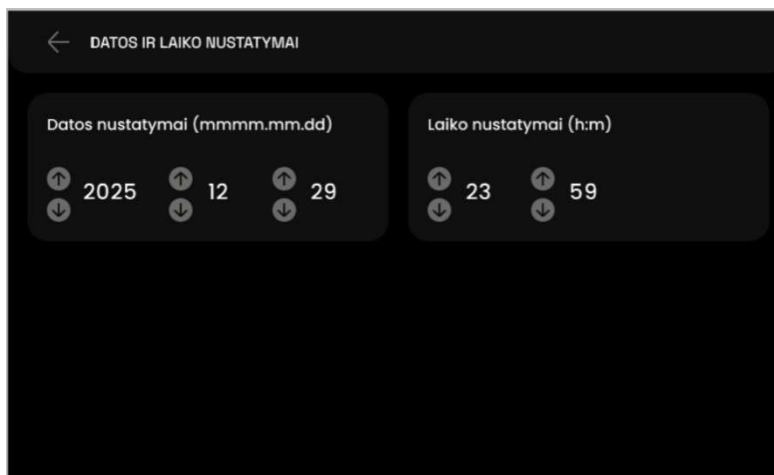 DATOS IR LAIKO NUSTATYMAI
Datos nustatymai (mmmm.mm.dd)
2025 12 29
Laiko nustatymai (h:m)
23 59